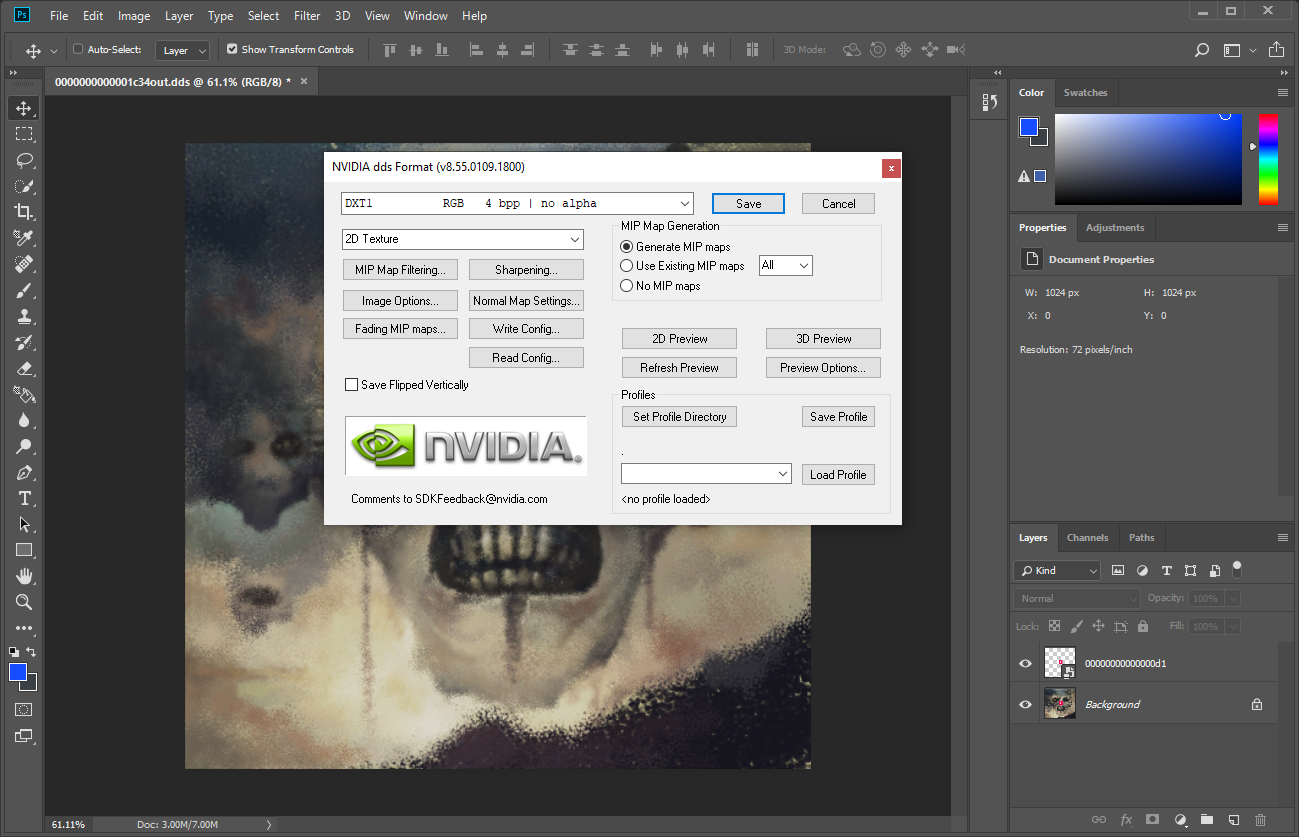 Ps File Edit Image Layer Type Select Filter 3D View Window Help
Auto-Select: Layer Show Transform Controls 3D Mode:
0000000000001c34out.dds @ 61.1% (RGB/8) *
NVIDIA dds Format (v8.55.0109.1800)
DXT1 RGB 4 bpp | no alpha
Save Cancel
2D Texture
MIP Map Generation
Generate MIP maps
Use Existing MIP maps All
No MIP maps
MIP Map Filtering... Sharpening...
Image Options... Normal Map Settings...
Fading MIP maps... Write Config...
Read Config...
2D Preview 3D Preview
Refresh Preview Preview Options...
Save Flipped Vertically
Profiles
Set Profile Directory Save Profile
.
Load Profile
<no profile loaded>
NVIDIA.
Comments to SDKFeedback@nvidia.com
Color Swatches
Properties Adjustments
Document Properties
W: 1024 px H: 1024 px
X: 0 Y: 0
Resolution: 72 pixels/inch
Layers Channels Paths
Kind
Normal Opacity: 100%
Lock: Fill: 100%
00000000000000d1
Background
fx
61.11% Doc: 3.00M/7.00M